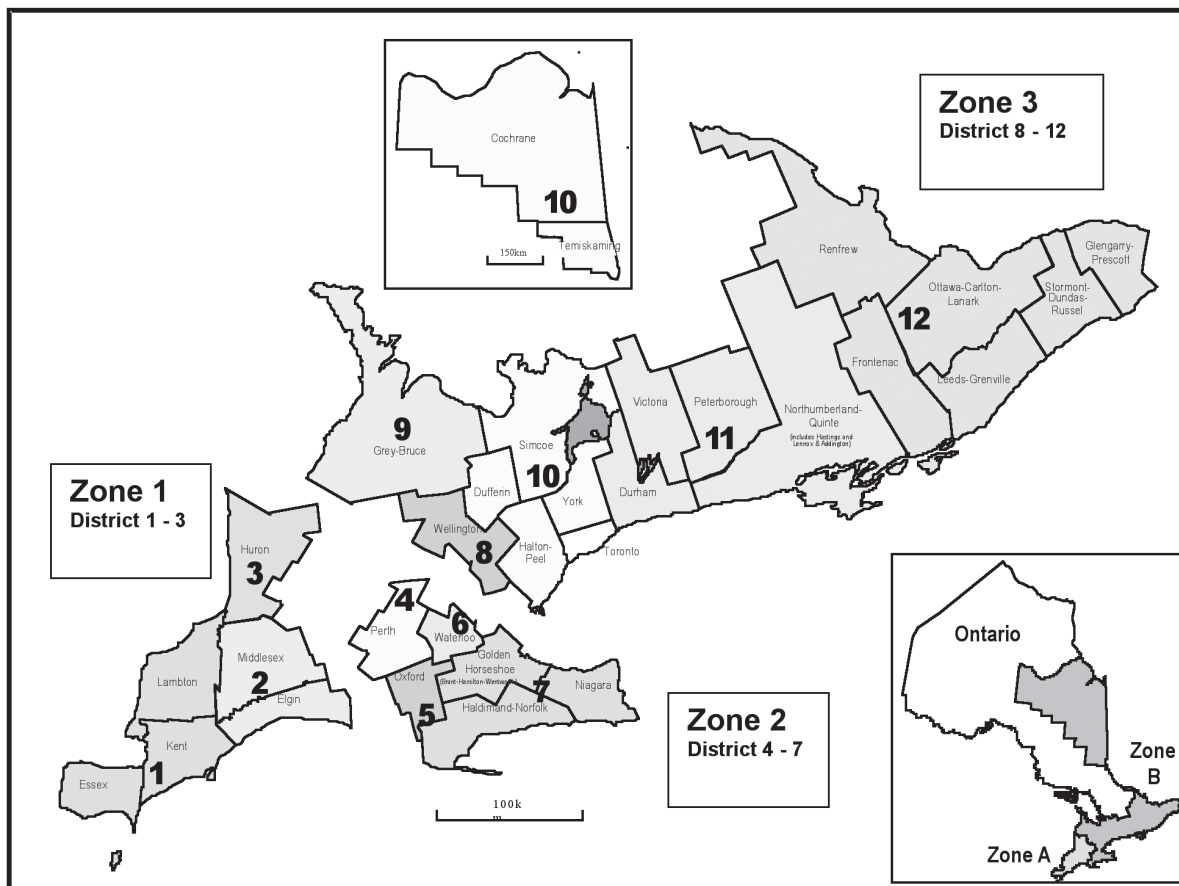 Zone 3
District 8 - 12
Cochrane
10
Temiskaming
150km
Renfrew
Glengarry-
Prescott
Ottawa-Carlton-
Lanark
Stormont-
Dundas-
Russel
12
Frontenac
Leeds-Grenville
Victoria
Peterborough
Northumberland-
Quinte
(includes Hastings and
Lennox & Addington)
11
9
Grey-Bruce
Simcoe
10
Dufferin
York
Durham
Wellington
8
Halton-
Peel
Toronto
Zone 1
District 1 - 3
Huron
3
Middlesex
2
Lambton
Elgin
Kent
1
Essex
4
Perth
6
Waterloo
Golden
Horseshoe
(Brant-Hamilton-Wentworth)
Oxford
5
7
Niagara
Haldimand-Norfolk
Zone 2
District 4 - 7
100k
m
Ontario
Zone
B
Zone A